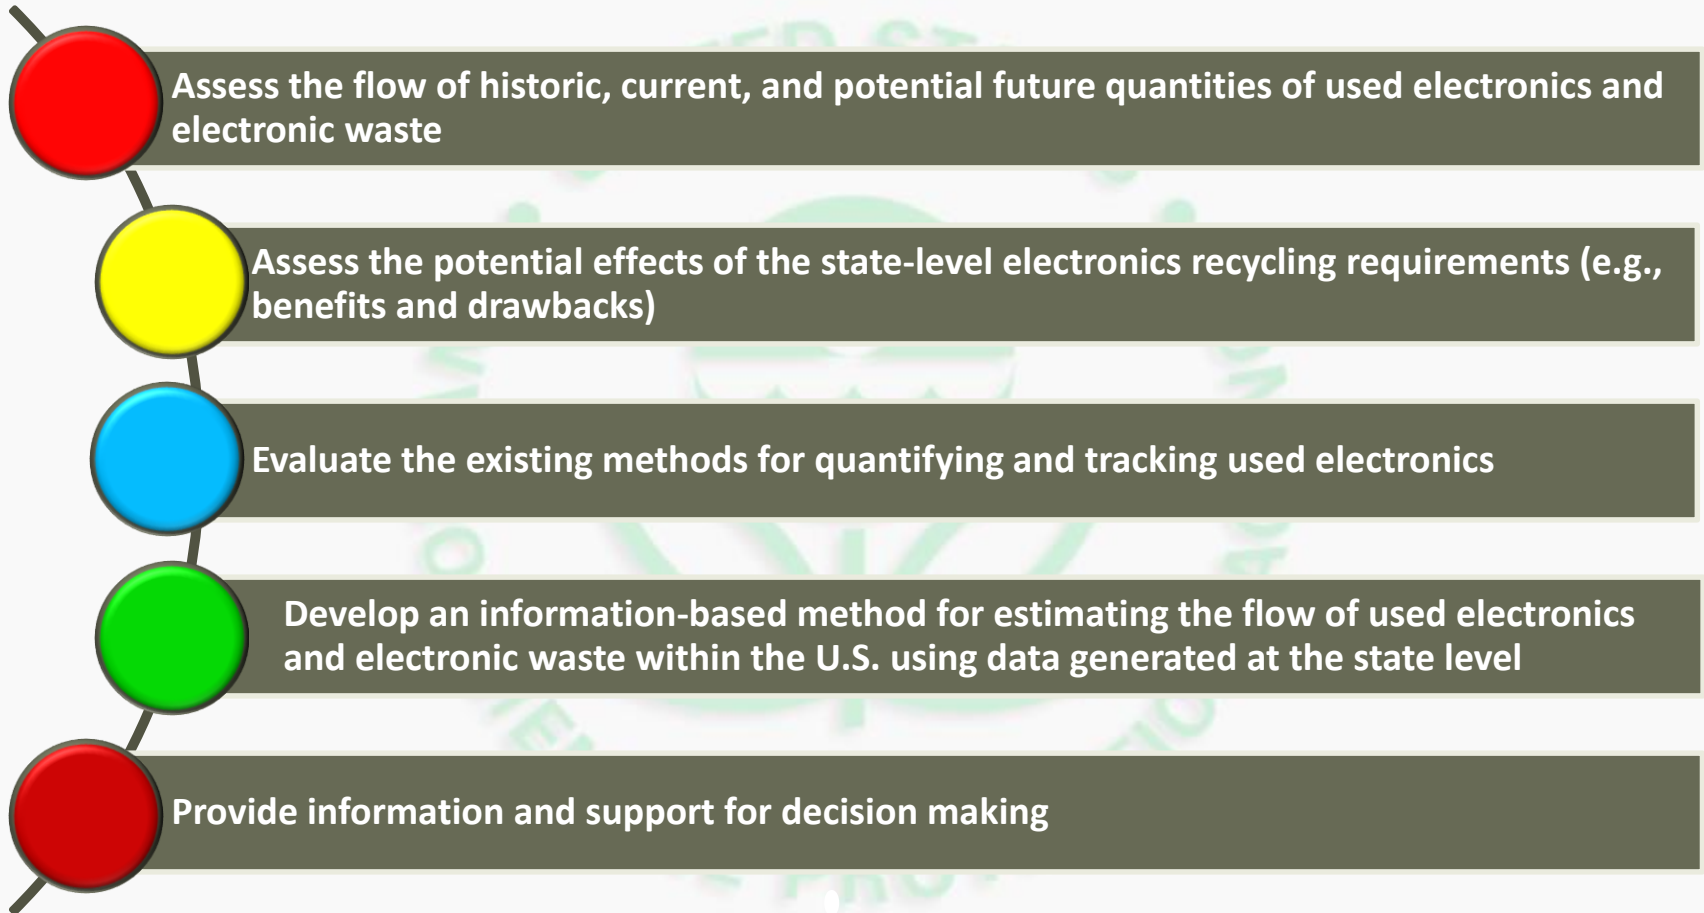 Assess the flow of historic, current, and potential future quantities of used electronics and
electronic waste
Assess the potential effects of the state-level electronics recycling requirements (e.g.,
benefits and drawbacks)
Evaluate the existing methods for quantifying and tracking used electronics
Develop an information-based method for estimating the flow of used electronics
and electronic waste within the U.S. using data generated at the state level
Provide information and support for decision making